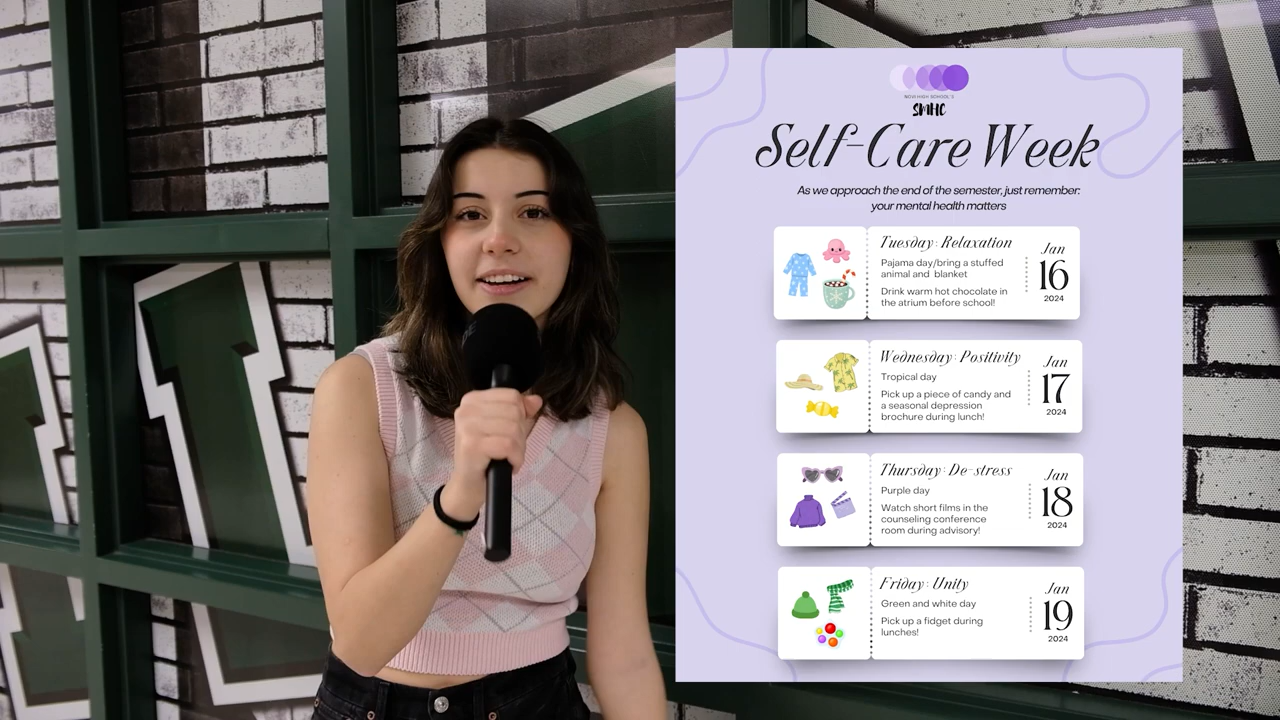 NOVI HIGH SCHOOL'S
SMHC
Self-Care Week
As we approach the end of the semester, just remember:
your mental health matters
Tuesday: Relaxation
Pajama day/bring a stuffed
animal and blanket
Drink warm hot chocolate in
the atrium before school!
Jan
16
2024
Wednesday: Positivity
Tropical day
Pick up a piece of candy and
a seasonal depression
brochure during lunch!
Jan
17
2024
Thursday: De-stress
Purple day
Watch short films in the
counseling conference
room during advisory!
Jan
18
2024
Friday: Unity
Green and white day
Pick up a fidget during
lunches!
Jan
19
2024